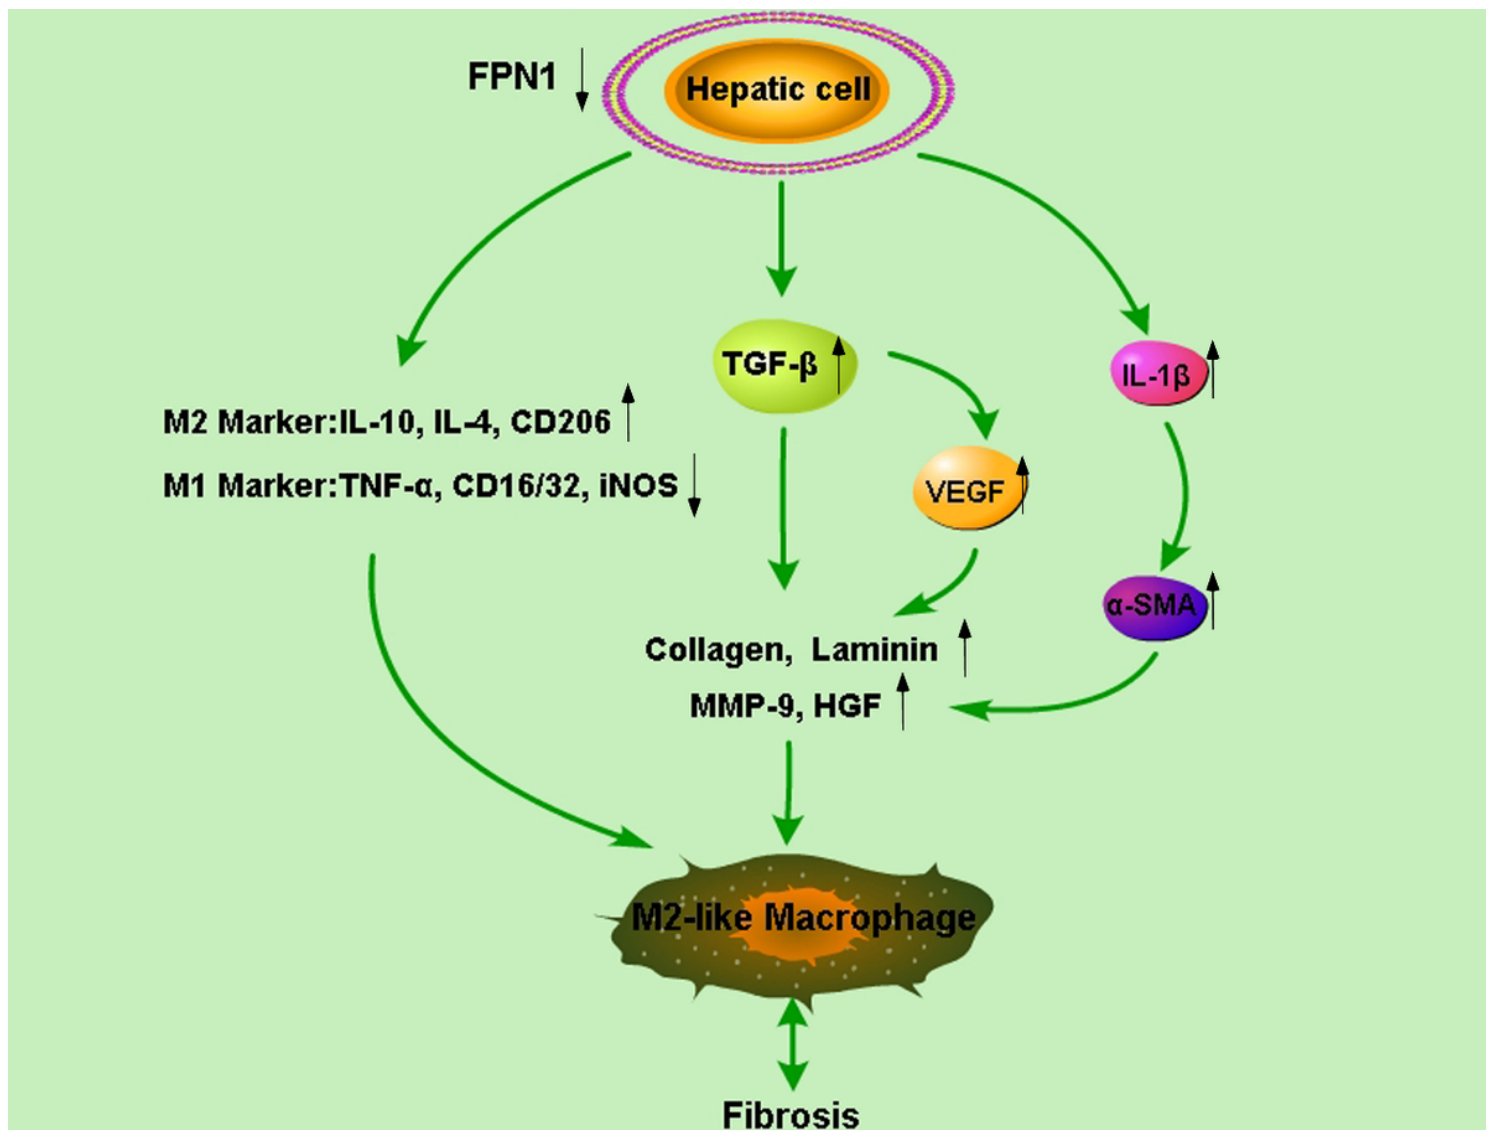 FPN1
Hepatic cell
TGF-β
IL-1β
M2 Marker:IL-10, IL-4, CD206
M1 Marker:TNF-α, CD16/32, iNOS
VEGF
α-SMA
Collagen, Laminin
MMP-9, HGF
M2-like Macrophage
Fibrosis